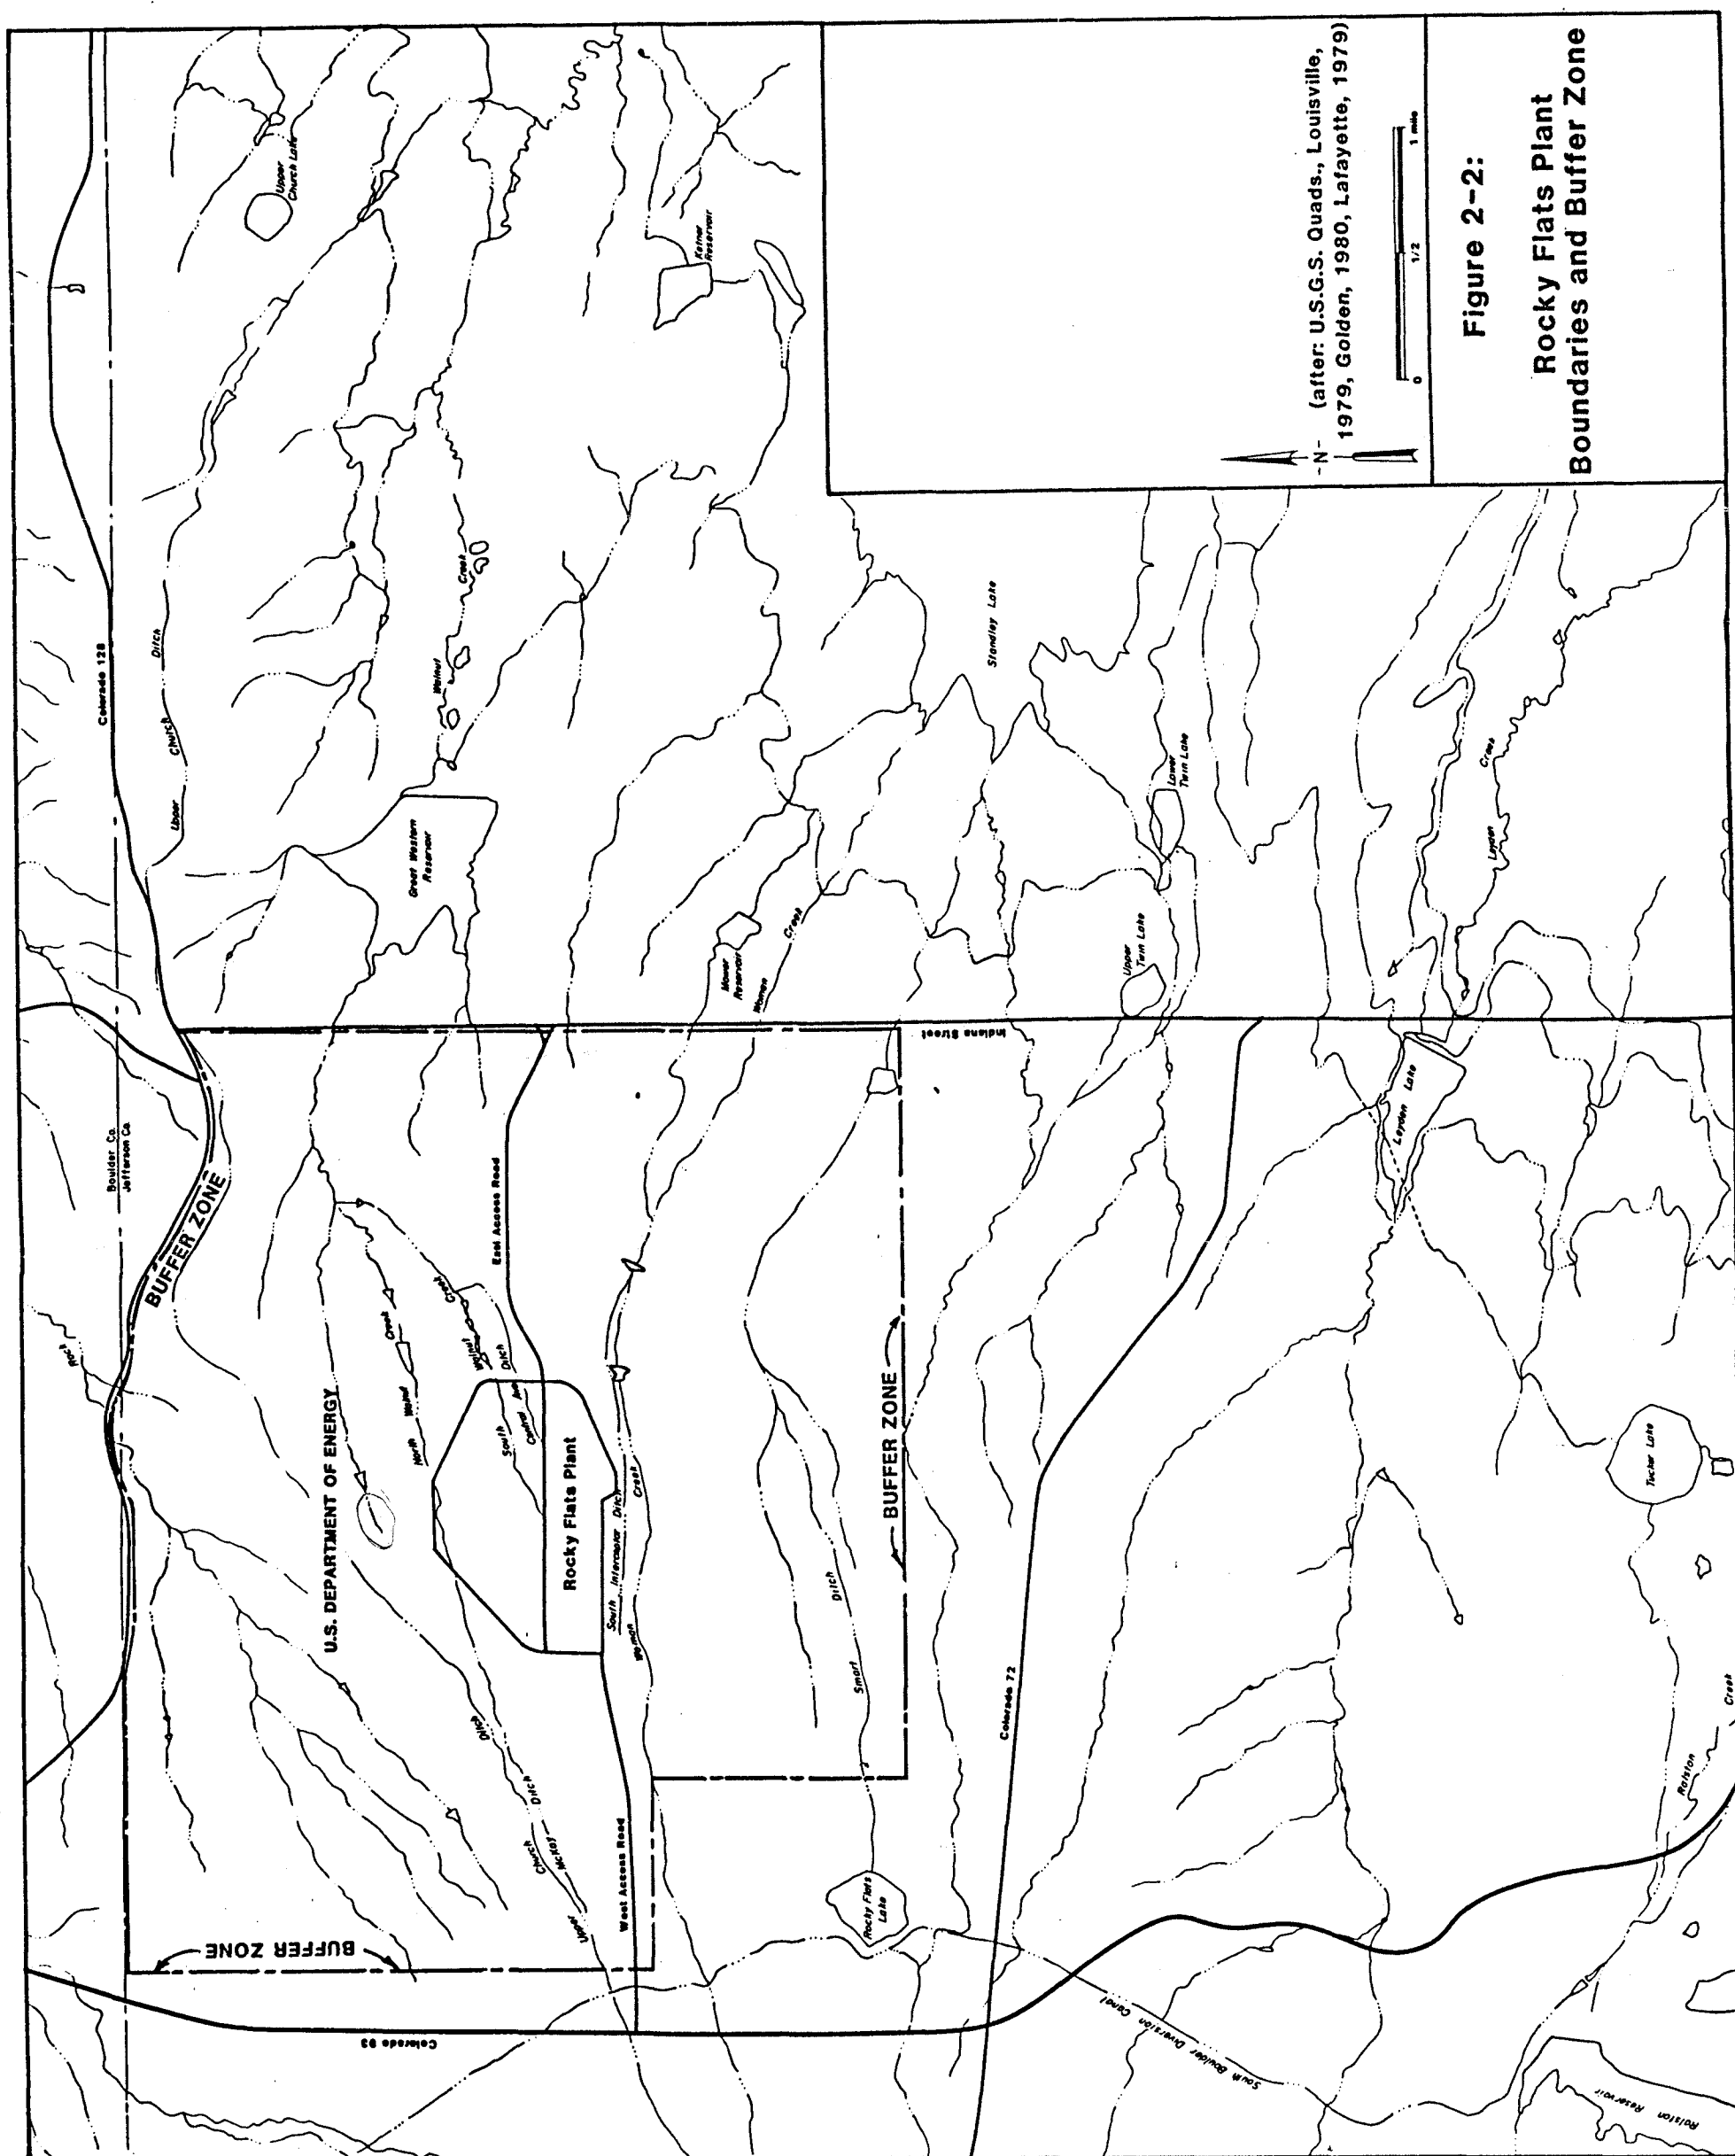 Colorado 128
Boulder Co.
Jefferson Co.
BUFFER ZONE
Rock
Upper
Church
Ditch
Upper
Church Lake
U.S. DEPARTMENT OF ENERGY
North
Walnut
Creek
Walnut
Creek
South
Ditch
Central Ave
Great Western
Reservoir
Walnut
Creek
BUFFER ZONE
Colorado 93
Ditch
Upper
Church
Ditch
McKay
West Access Road
East Access Road
Rocky Flats Plant
South Interceptor Ditch
Woman
Creek
Mower
Reservoir
Woman
Creek
Ketner
Reservoir
Smart
Ditch
BUFFER ZONE
Indiana Street
Rocky Flats
Lake
Standley Lake
Colorado 72
Upper
Twin Lake
Lower
Twin Lake
South Boulder Diversion Canal
Leyden Lake
Leyden
Creek
Tucker Lake
Ralston
Creek
Ralston Reservoir
-N-
(after: U.S.G.S. Quads., Louisville,
1979, Golden, 1980, Lafayette, 1979)
0
1/2
1 mile
Figure 2-2:
Rocky Flats Plant
Boundaries and Buffer Zone